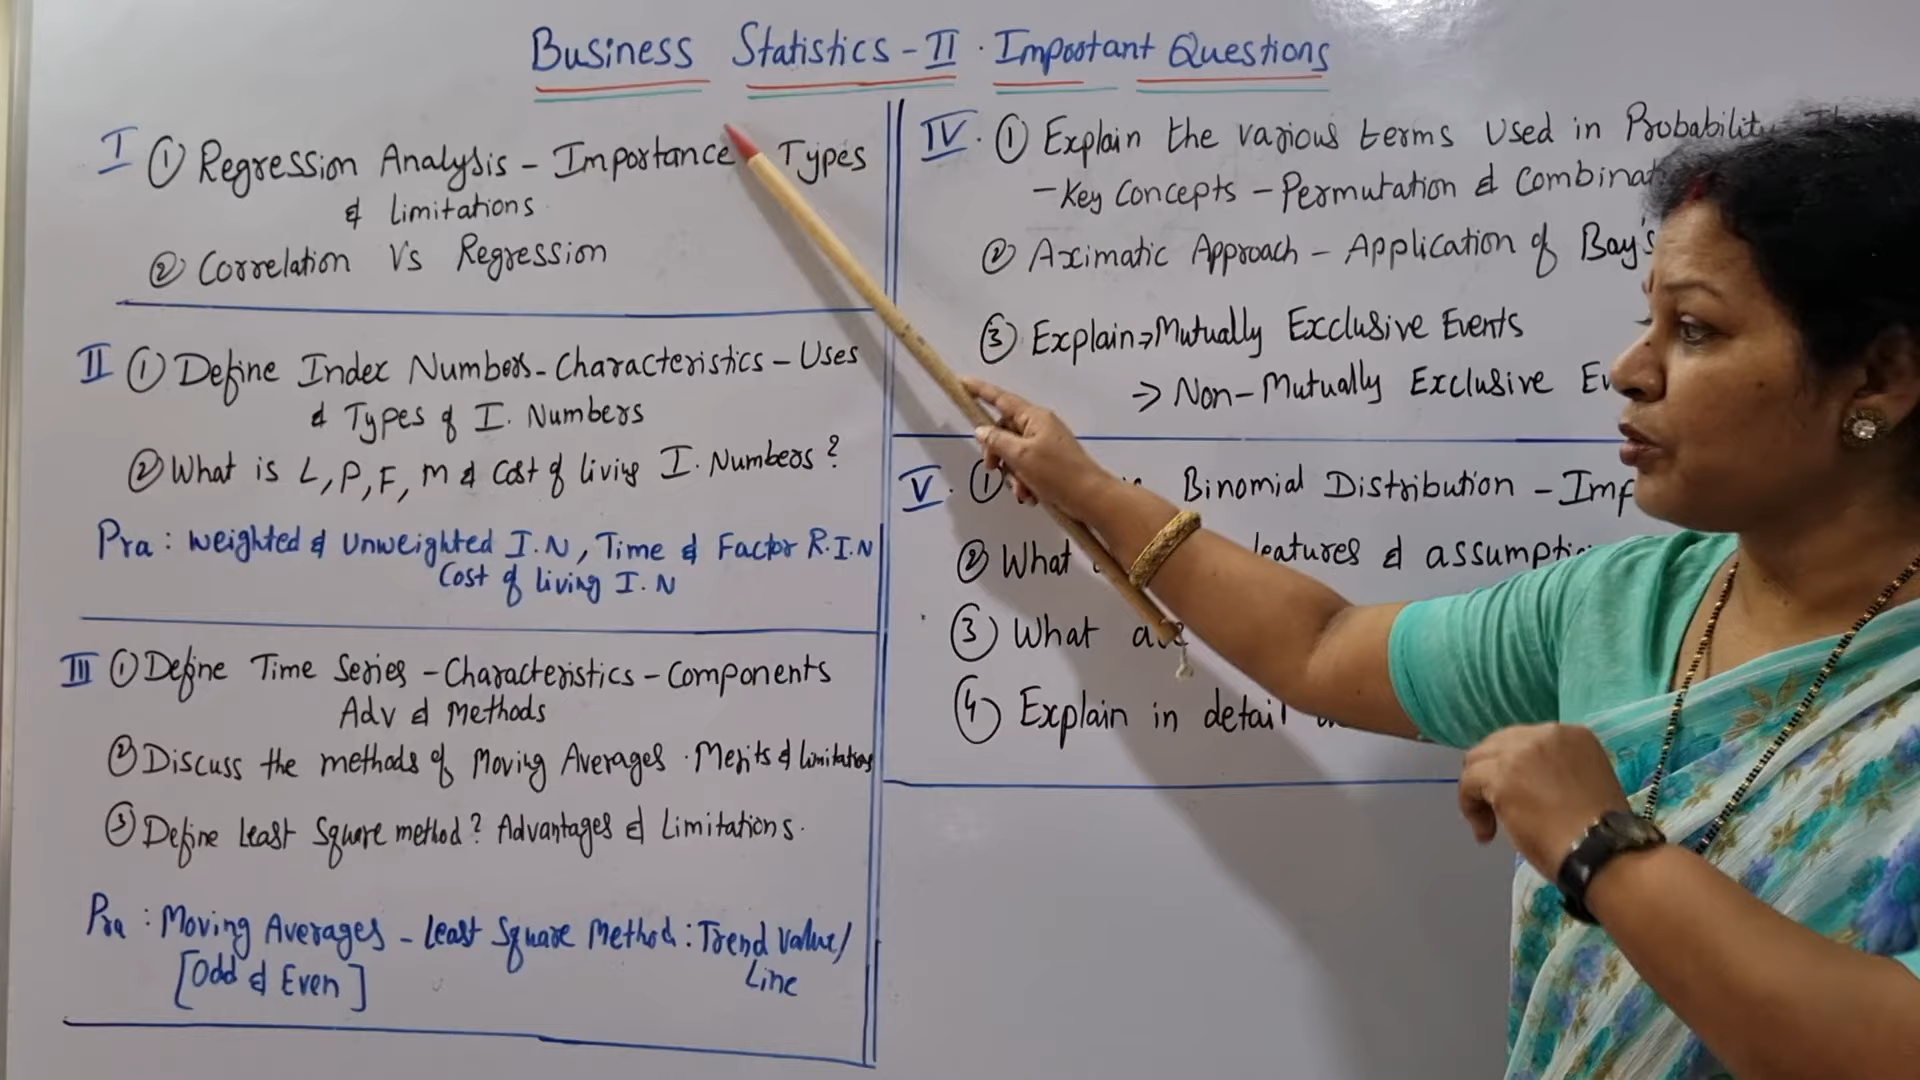 Business Statistics - II . Important Questions
I ① Regression Analysis - Importance Types
& Limitations
② Correlation Vs Regression
II ① Define Index Numbers - Characteristics - Uses
& Types of I. Numbers
② What is L, P, F, M & Cost of living I. Numbers?
Pra : Weighted & Unweighted I.N, Time & Factor R.I.N
Cost of living I.N
III ① Define Time Series - Characteristics - Components
Adv & Methods
② Discuss the methods of Moving Averages . Merits & limitations
③ Define Least Square method? Advantages & Limitations.
Pra : Moving Averages - Least Square Method : Trend Value/
[Odd & Even] Line
IV. ① Explain the various terms Used in Probability
- Key Concepts - Permutation &
② Aximatic Approach - Application of Bay's
③ Explain → Mutually Exclusive Events
→ Non-Mutually Exclusive
V. ① Binomial Distribution -
② What & 
③ What are
④ Explain in detail